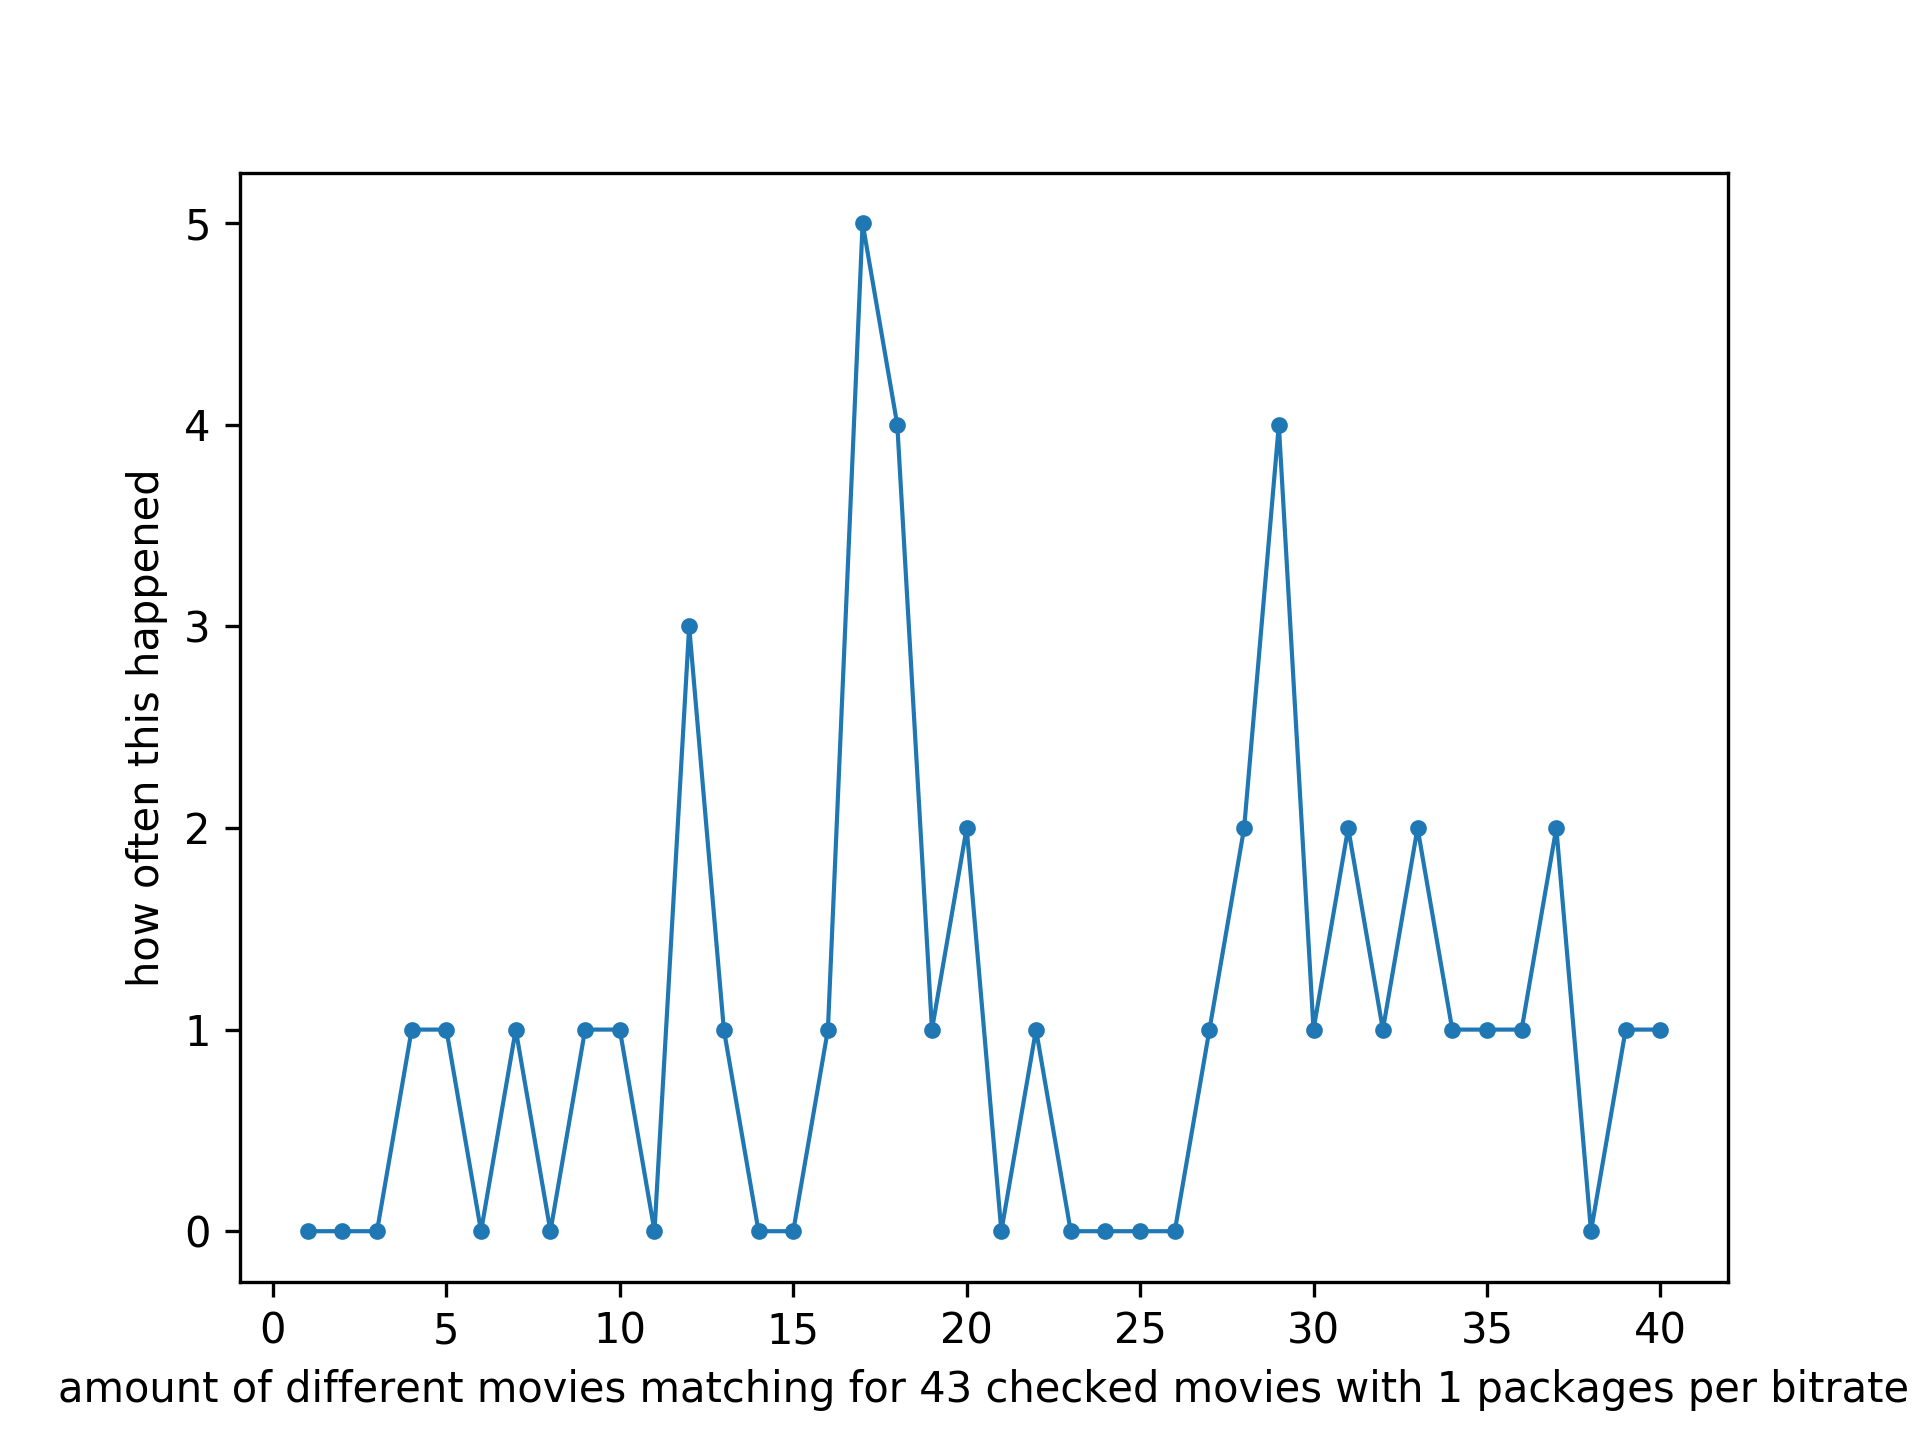 how often this happened
5
4
3
2
1
0
0 5 10 15 20 25 30 35 40
amount of different movies matching for 43 checked movies with 1 packages per bitrate